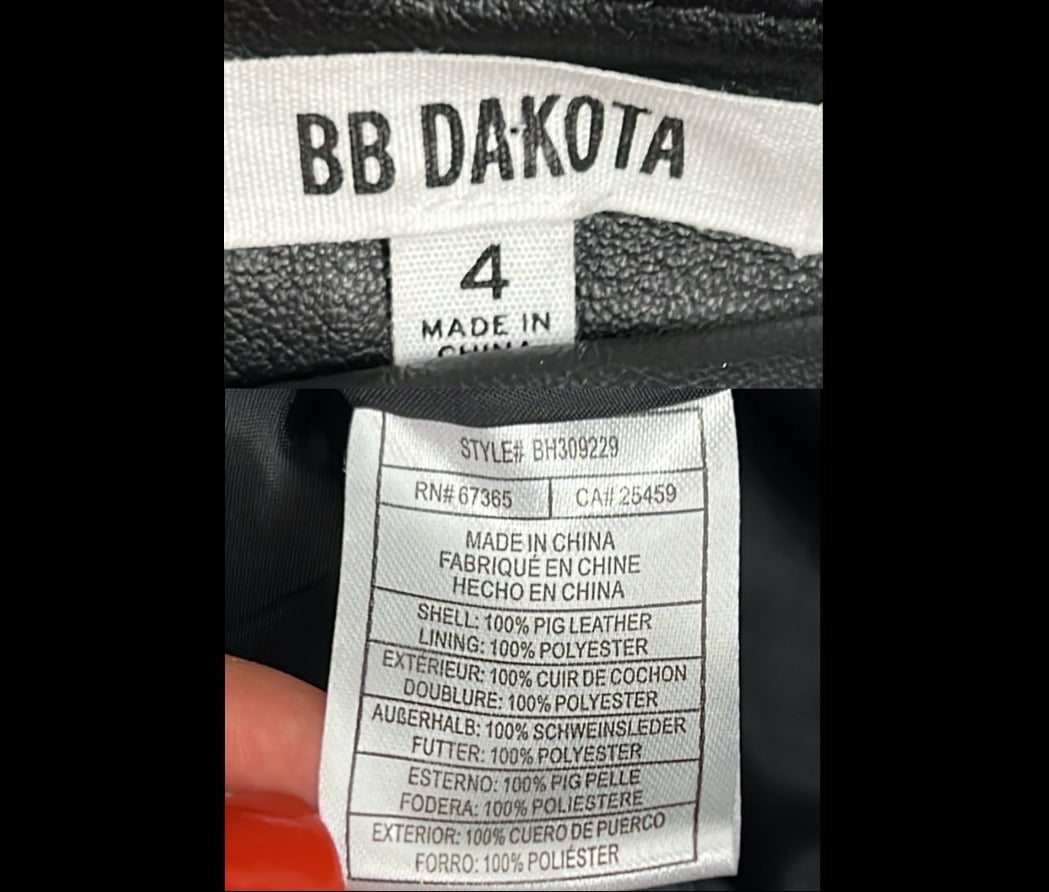 BB DAKOTA
4
MADE IN
CHINA
STYLE# BH309229
RN# 67365
CA# 25459
MADE IN CHINA
FABRIQUÉ EN CHINE
HECHO EN CHINA
SHELL: 100% PIG LEATHER
LINING: 100% POLYESTER
EXTÉRIEUR: 100% CUIR DE COCHON
DOUBLURE: 100% POLYESTER
AUßERHALB: 100% SCHWEINSLEDER
FUTTER: 100% POLYESTER
ESTERNO: 100% PIG PELLE
FODERA: 100% POLIESTERE
EXTERIOR: 100% CUERO DE PUERCO
FORRO: 100% POLIÉSTER